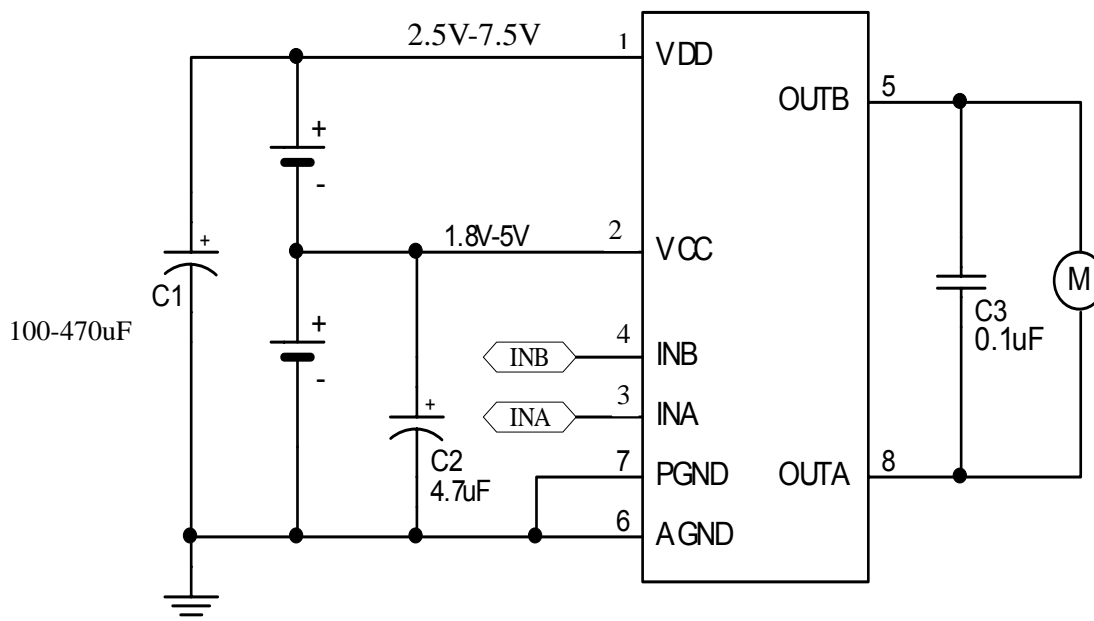 2.5V-7.5V
1
VDD
OUTB
5
+
-
+
C1
100-470uF
1.8V-5V
2
VCC
+
-
M
C3
0.1uF
INB
4
INB
INA
3
INA
+
C2
4.7uF
7
PGND
OUTA
8
6
AGND